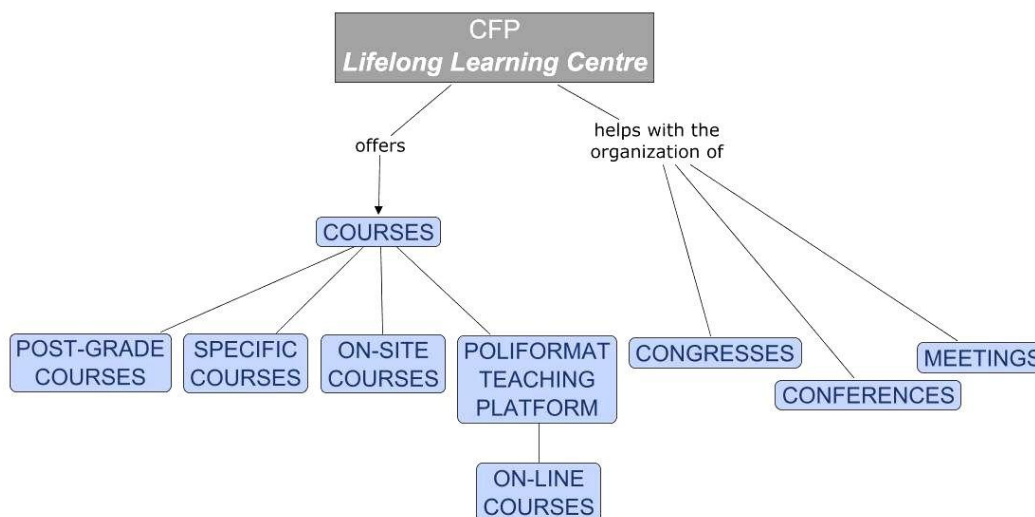 CFP
Lifelong Learning Centre
offers
helps with the
organization of
COURSES
POST-GRADE
COURSES
SPECIFIC
COURSES
ON-SITE
COURSES
POLIFORMAT
TEACHING
PLATFORM
CONGRESSES
CONFERENCES
MEETINGS
ON-LINE
COURSES